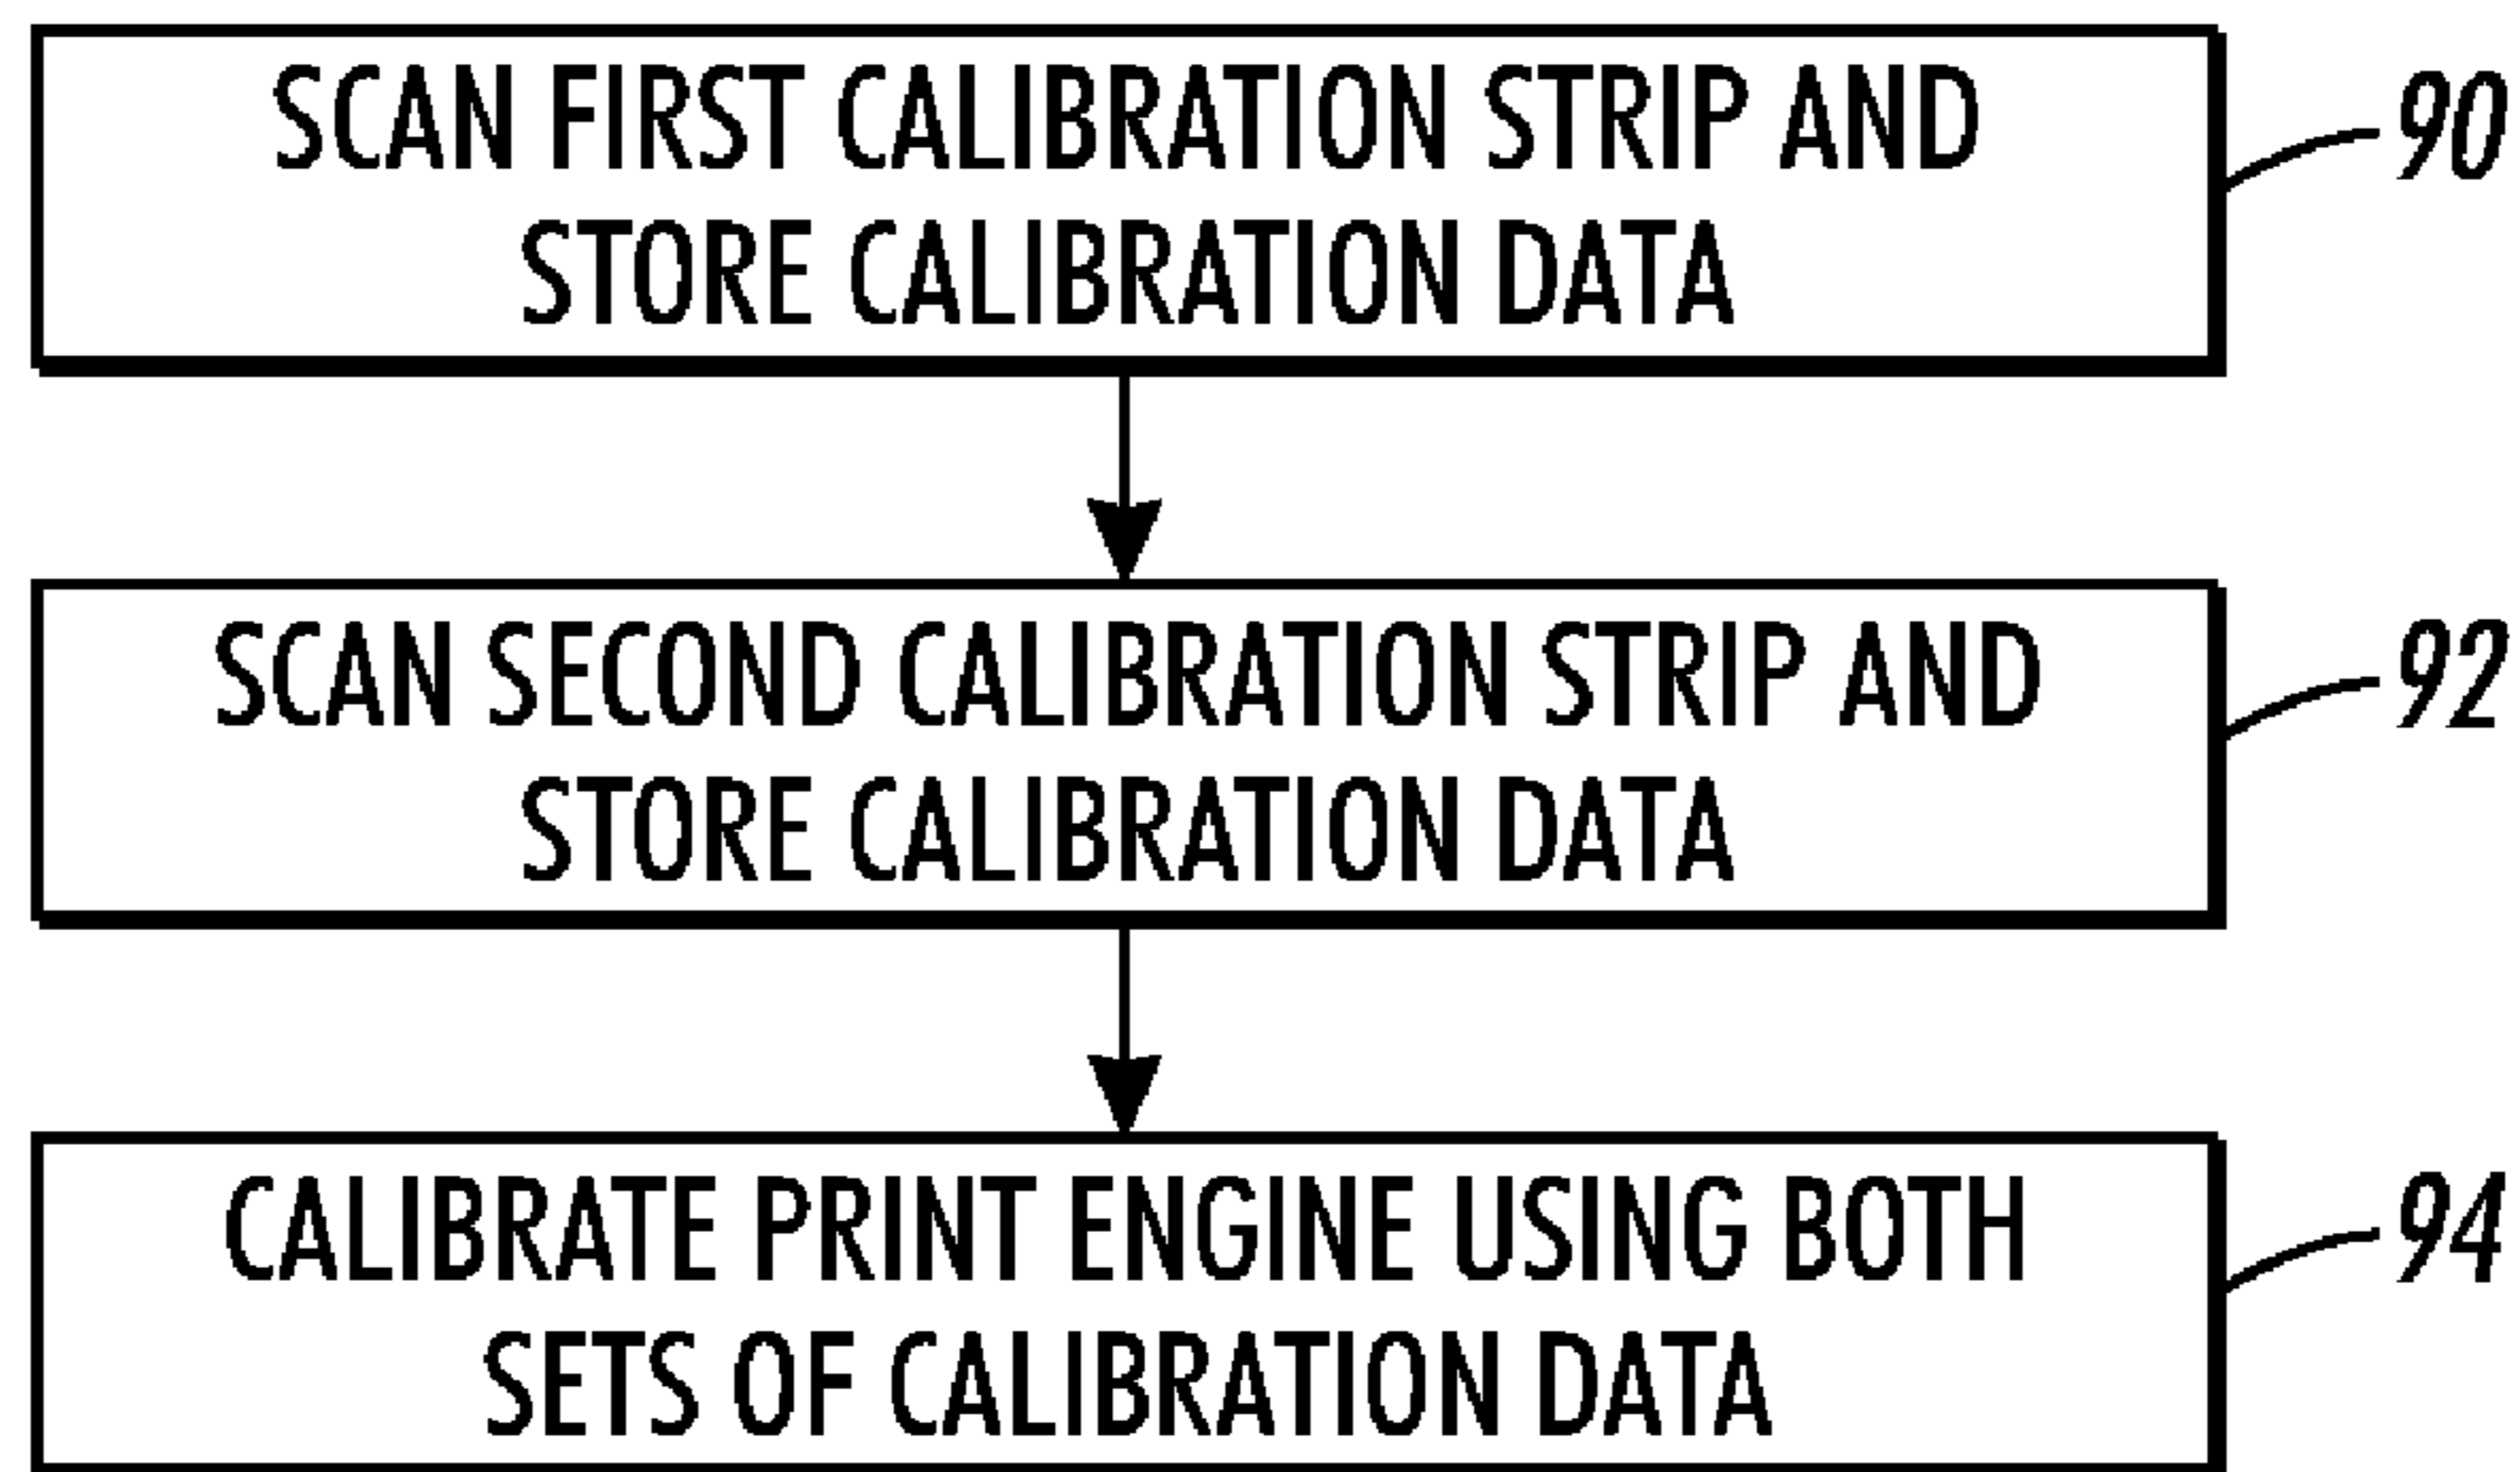 SCAN FIRST CALIBRATION STRIP AND
STORE CALIBRATION DATA
90
SCAN SECOND CALIBRATION STRIP AND
STORE CALIBRATION DATA
92
CALIBRATE PRINT ENGINE USING BOTH
SETS OF CALIBRATION DATA
94